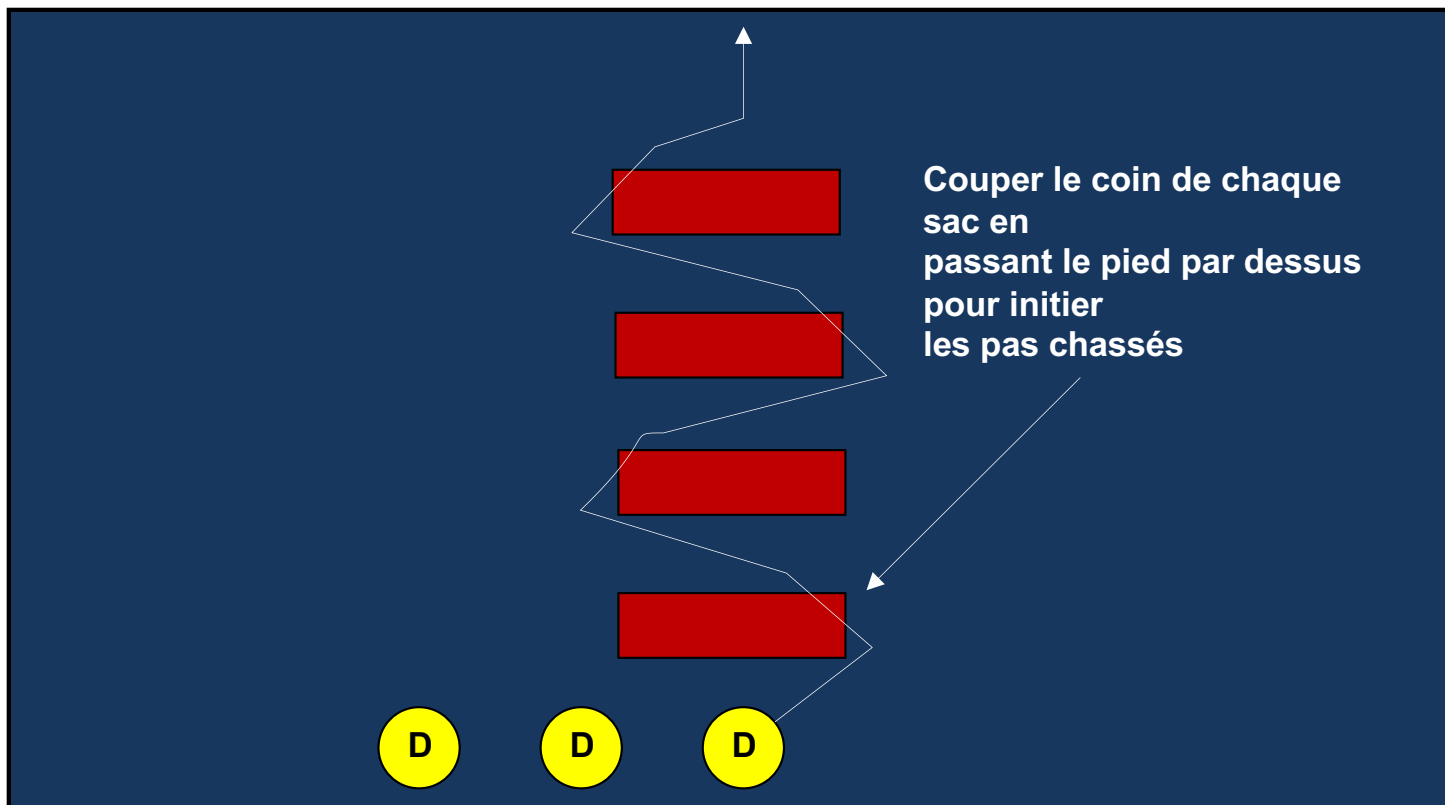 Couper le coin de chaque
sac en
passant le pied par dessus
pour initier
les pas chassés
D D D